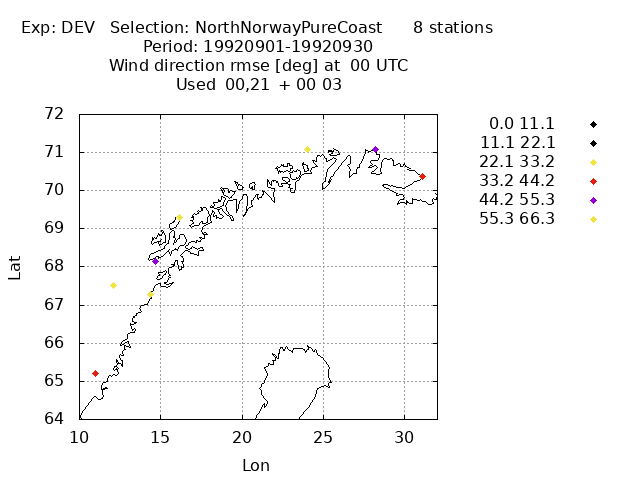 Exp: DEV   Selection: NorthNorwayPureCoast      8 stations
Period: 19920901-19920930
Wind direction rmse [deg] at  00 UTC
Used  00,21  + 00 03
72
71
70
69
68
67
66
65
64
Lat
10 15 20 25 30
Lon
0.0 11.1
11.1 22.1
22.1 33.2
33.2 44.2
44.2 55.3
55.3 66.3